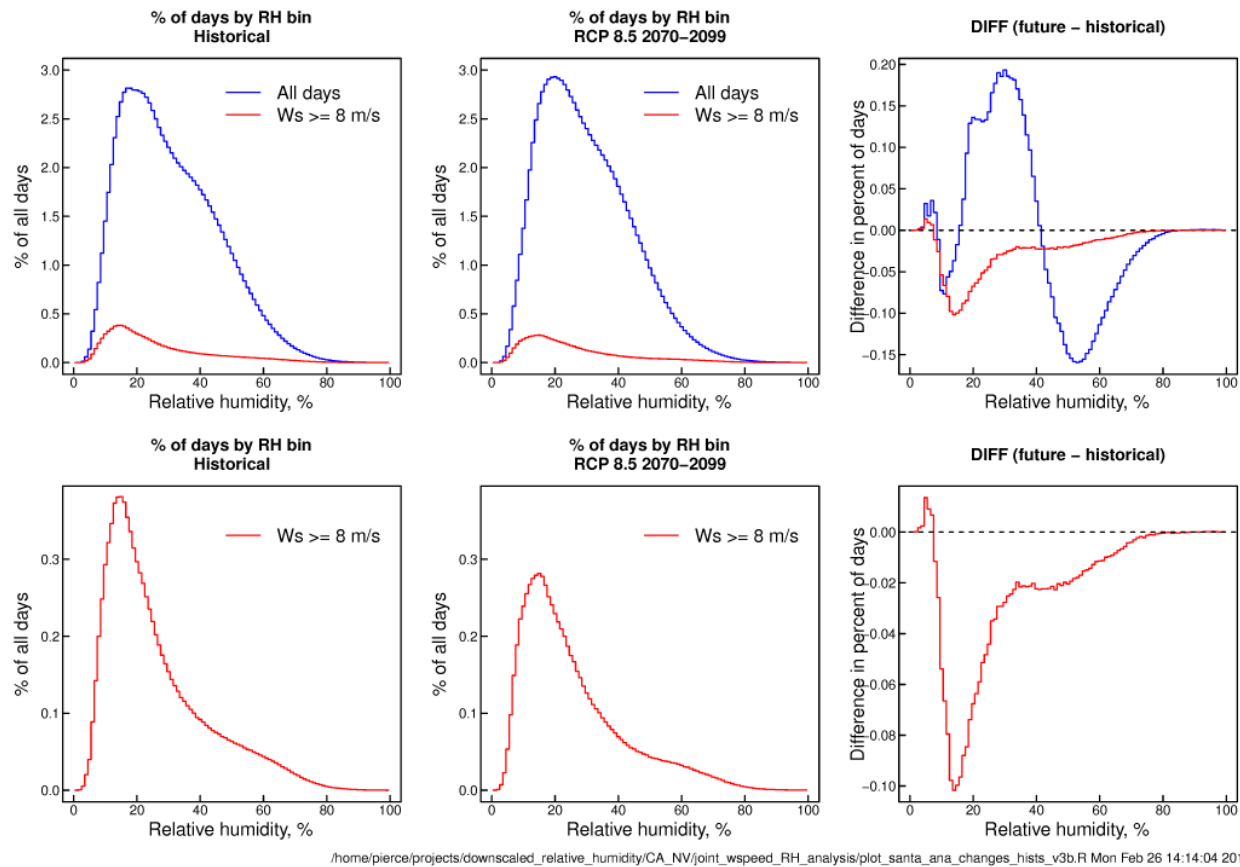 % of days by RH bin
Historical
% of days by RH bin
RCP 8.5 2070−2099
DIFF (future − historical)
All days
Ws >= 8 m/s
All days
Ws >= 8 m/s
% of all days
% of all days
Difference in percent of days
0.0
0.5
1.0
1.5
2.0
2.5
3.0
0.0
0.5
1.0
1.5
2.0
2.5
3.0
−0.15
−0.10
−0.05
0.00
0.05
0.10
0.15
0.20
0 20 40 60 80 100
0 20 40 60 80 100
0 20 40 60 80 100
Relative humidity, %
Relative humidity, %
Relative humidity, %
% of days by RH bin
Historical
% of days by RH bin
RCP 8.5 2070−2099
DIFF (future − historical)
Ws >= 8 m/s
Ws >= 8 m/s
% of all days
% of all days
Difference in percent of days
0.0
0.1
0.2
0.3
0.0
0.1
0.2
0.3
−0.10
−0.08
−0.06
−0.04
−0.02
0.00
0 20 40 60 80 100
0 20 40 60 80 100
0 20 40 60 80 100
Relative humidity, %
Relative humidity, %
Relative humidity, %
/home/pierce/projects/downscaled_relative_humidity/CA_NV/joint_wspeed_RH_analysis/plot_santa_ana_changes_hists_v3b.R Mon Feb 26 14:14:04